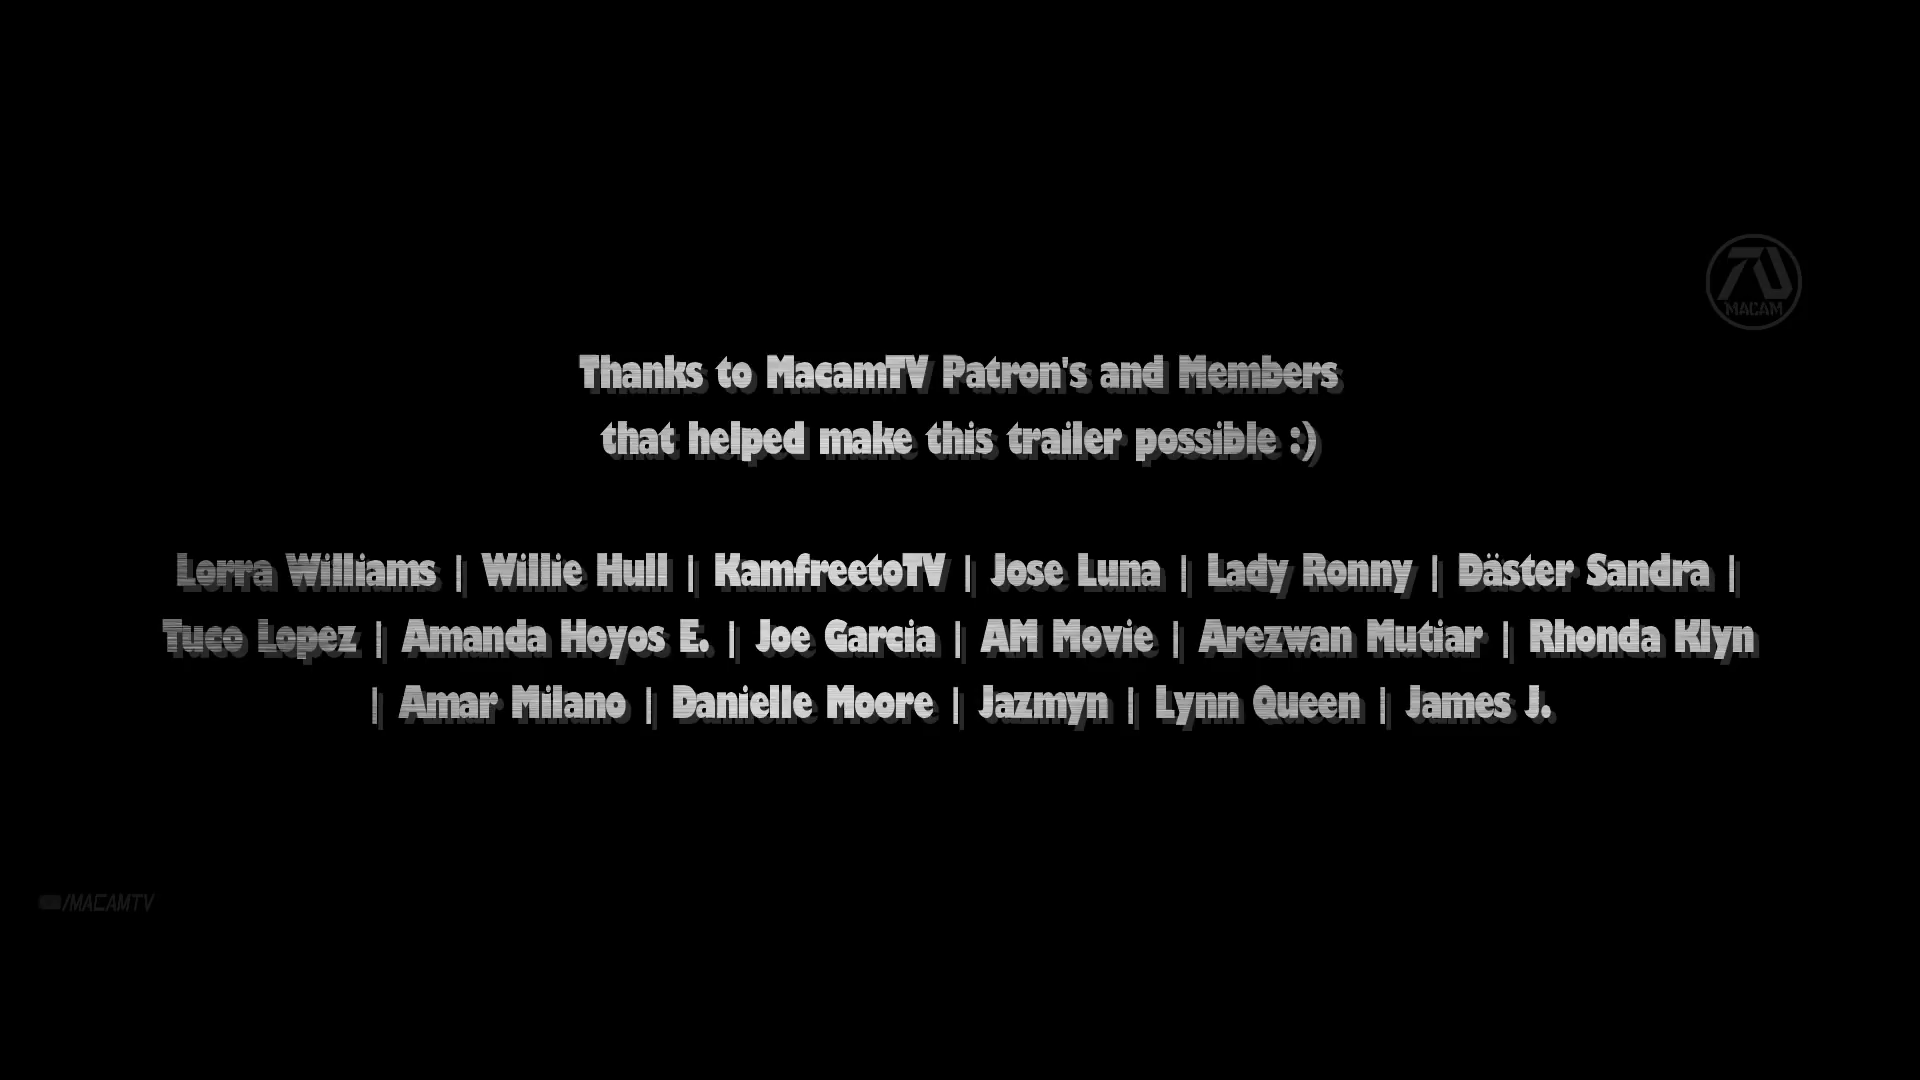 MACAM
Thanks to MacamTV Patron's and Members
that helped make this trailer possible :)
Lorra Williams | Willie Hull | KamfreetoTV | Jose Luna | Lady Ronny | Däster Sandra |
Tuco Lopez | Amanda Hoyos E. | Joe Garcia | AM Movie | Arezwan Mutiar | Rhonda Klyn
| Amar Milano | Danielle Moore | Jazmyn | Lynn Queen | James J.
/MACAMTV